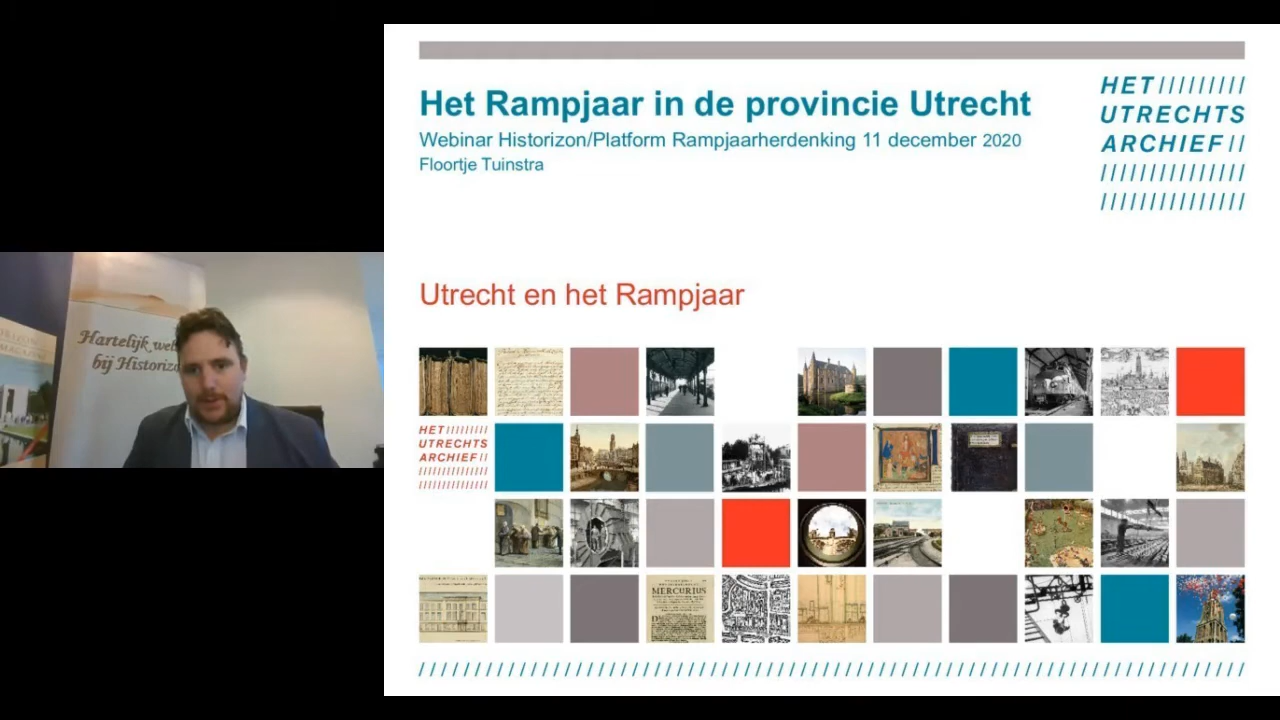 Het Rampjaar in de provincie Utrecht
Webinar Historizon/Platform Rampjaarherdenking 11 december 2020
Floortje Tuinstra
HET/////////
UTRECHTS
ARCHIEF//
///////////////
///////////////
Utrecht en het Rampjaar
Hartelijk wel
bij Historizo
HET/////////
UTRECHTS
ARCHIEF//
MERCURIUS